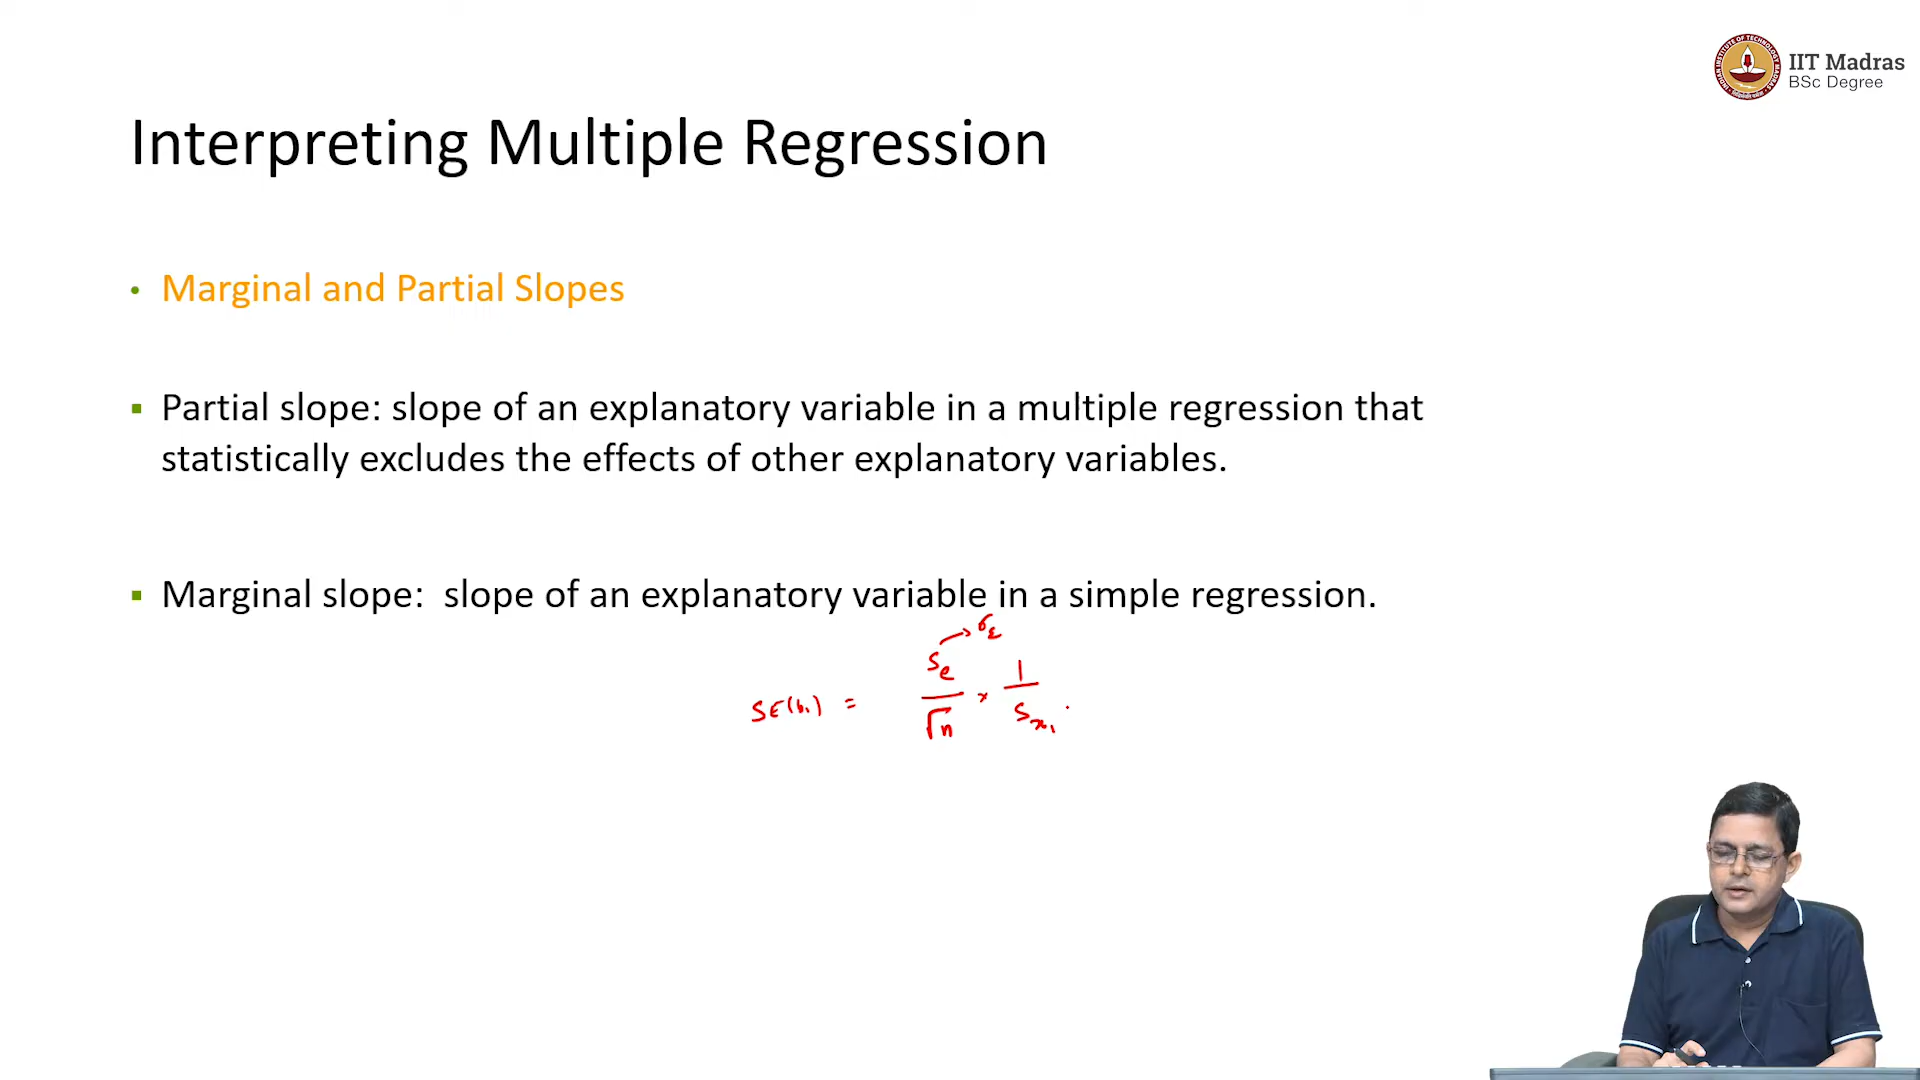 IIT Madras
BSc Degree
Interpreting Multiple Regression
• Marginal and Partial Slopes
▪ Partial slope: slope of an explanatory variable in a multiple regression that
statistically excludes the effects of other explanatory variables.
▪ Marginal slope: slope of an explanatory variable in a simple regression.
SE(b₁) = sₑ/√n × 1/sₓ₁
→ σ_ε